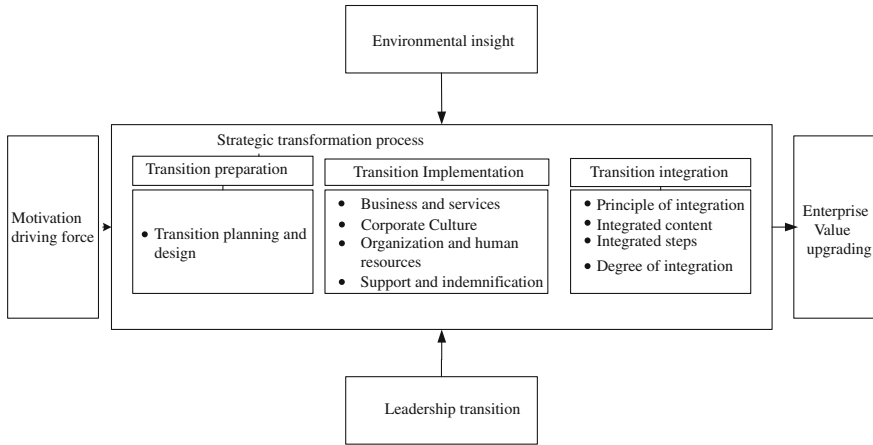 Environmental insight
Strategic transformation process
Transition preparation
Transition Implementation
Transition integration
Motivation
driving force
• Transition planning and
design
• Business and services
• Corporate Culture
• Organization and human
resources
• Support and indemnification
• Principle of integration
• Integrated content
• Integrated steps
• Degree of integration
Enterprise
Value
upgrading
Leadership transition